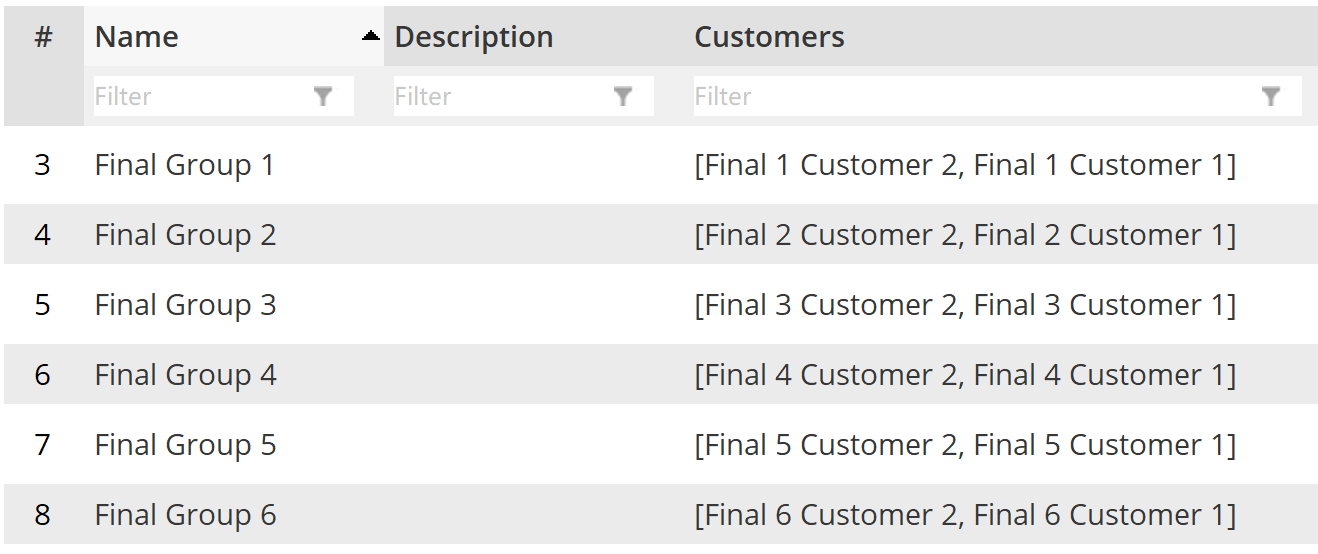 # Name Description Customers
Filter Filter Filter
3 Final Group 1 [Final 1 Customer 2, Final 1 Customer 1]
4 Final Group 2 [Final 2 Customer 2, Final 2 Customer 1]
5 Final Group 3 [Final 3 Customer 2, Final 3 Customer 1]
6 Final Group 4 [Final 4 Customer 2, Final 4 Customer 1]
7 Final Group 5 [Final 5 Customer 2, Final 5 Customer 1]
8 Final Group 6 [Final 6 Customer 2, Final 6 Customer 1]